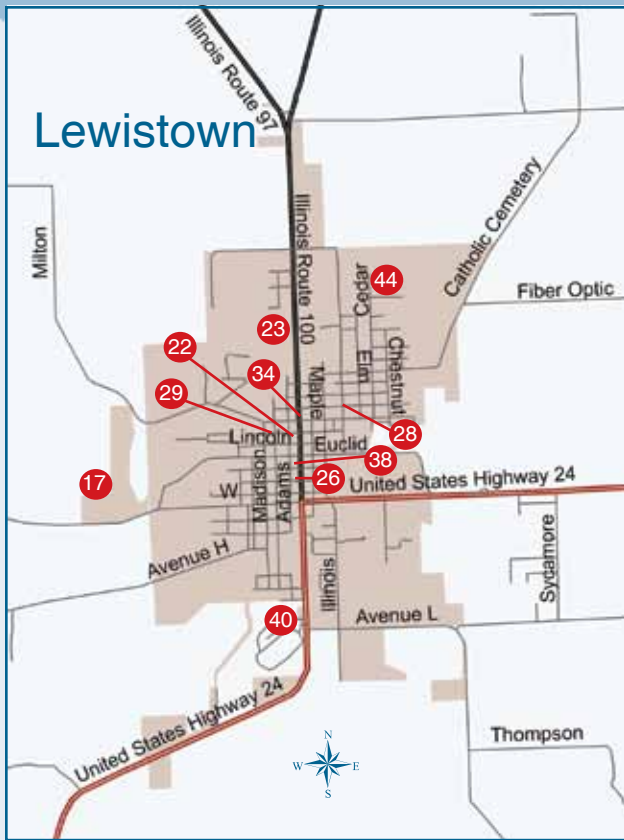 Illinois Route 97
Lewistown
Milton
Illinois Route 100
Catholic Cemetery
Cedar
44
Fiber Optic
23
22
34
Maple
Elm
Chestnut
29
Lincoln
Euclid
28
38
17
26
United States Highway 24
W
Madison
Adams
Avenue H
Illinois
Sycamore
40
Avenue L
United States Highway 24
Thompson
N
W
E
S